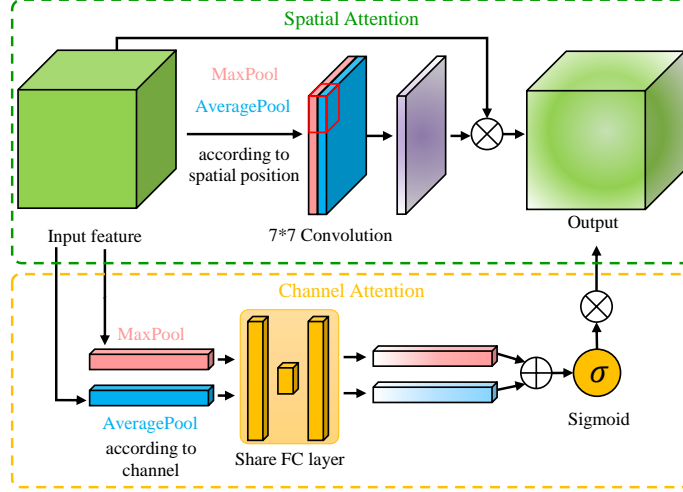 Spatial Attention
MaxPool
AveragePool
according to
spatial position
7*7 Convolution
Input feature
Output
Channel Attention
MaxPool
AveragePool
according to
channel
Share FC layer
σ
Sigmoid